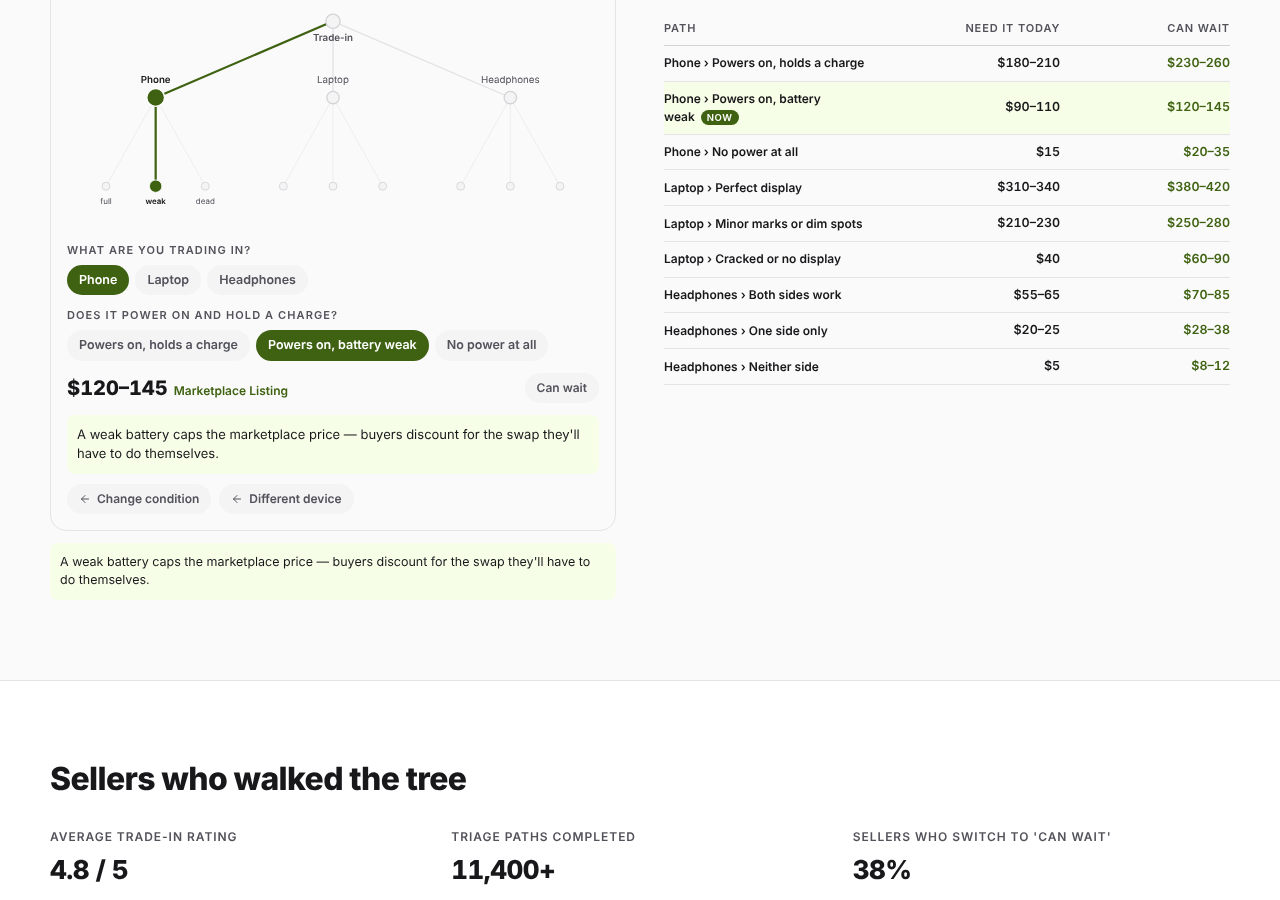 Trade-in
Phone
Laptop
Headphones
full
weak
dead
WHAT ARE YOU TRADING IN?
Phone
Laptop
Headphones
DOES IT POWER ON AND HOLD A CHARGE?
Powers on, holds a charge
Powers on, battery weak
No power at all
$120–145 Marketplace Listing
Can wait
A weak battery caps the marketplace price — buyers discount for the swap they'll
have to do themselves.
← Change condition
← Different device
A weak battery caps the marketplace price — buyers discount for the swap they'll have to
do themselves.
PATH NEED IT TODAY CAN WAIT
Phone › Powers on, holds a charge $180–210 $230–260
Phone › Powers on, battery
weak NOW $90–110 $120–145
Phone › No power at all $15 $20–35
Laptop › Perfect display $310–340 $380–420
Laptop › Minor marks or dim spots $210–230 $250–280
Laptop › Cracked or no display $40 $60–90
Headphones › Both sides work $55–65 $70–85
Headphones › One side only $20–25 $28–38
Headphones › Neither side $5 $8–12
Sellers who walked the tree
AVERAGE TRADE-IN RATING
4.8 / 5
TRIAGE PATHS COMPLETED
11,400+
SELLERS WHO SWITCH TO 'CAN WAIT'
38%